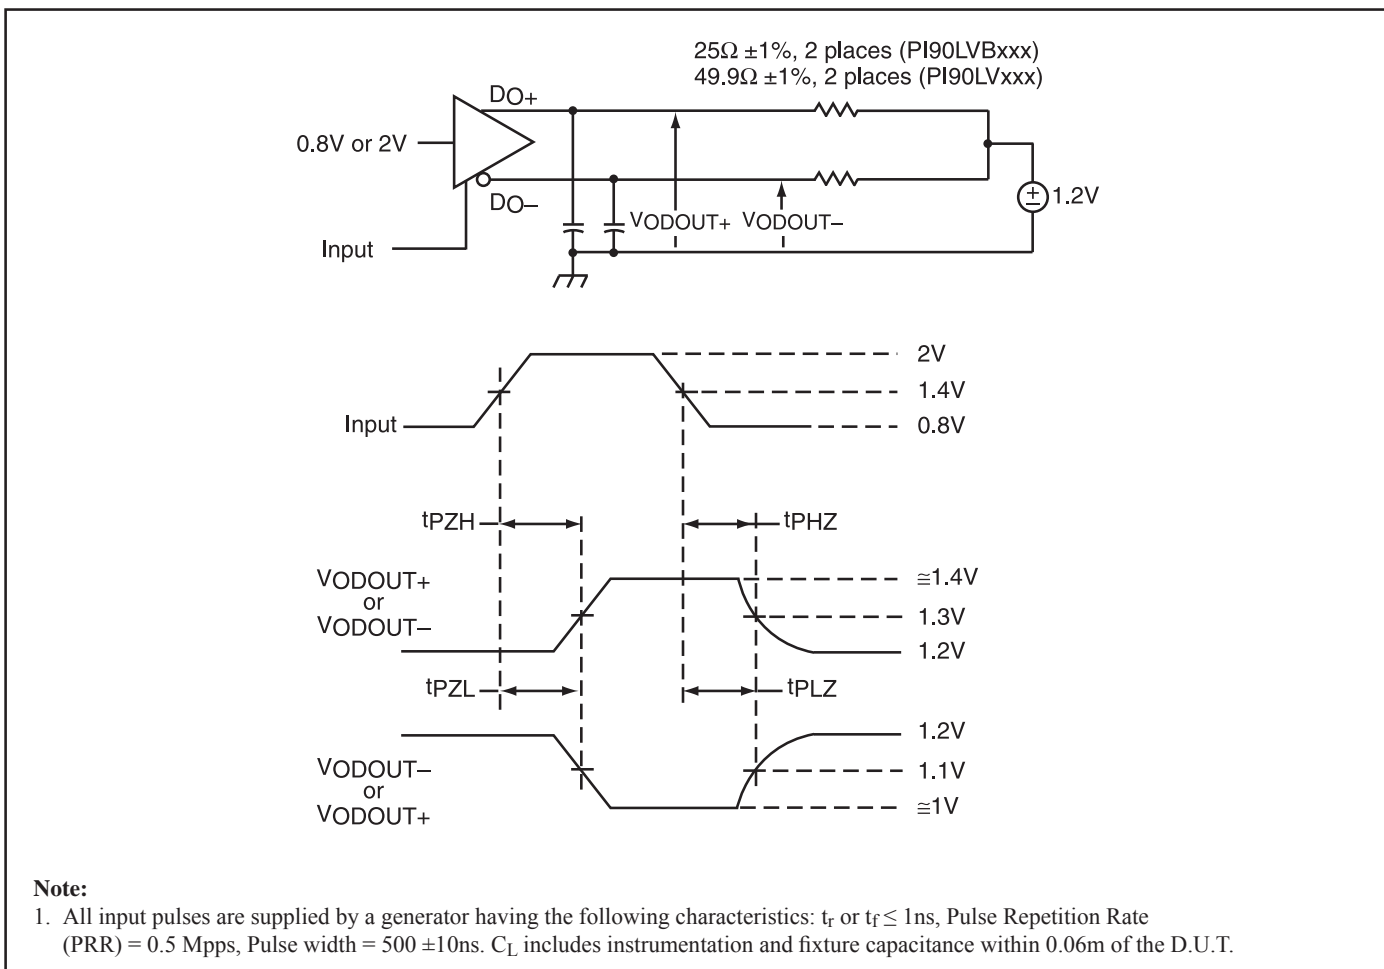 25Ω ±1%, 2 places (PI90LVBxxx)
49.9Ω ±1%, 2 places (PI90LVxxx)
DO+
0.8V or 2V
DO–
VODOUT+
VODOUT–
±
1.2V
Input
2V
1.4V
Input
0.8V
tPZH
tPHZ
VODOUT+
or
VODOUT–
≅1.4V
1.3V
1.2V
tPZL
tPLZ
1.2V
VODOUT–
or
VODOUT+
1.1V
≅1V
Note:
1. All input pulses are supplied by a generator having the following characteristics: tr or tf ≤ 1ns, Pulse Repetition Rate
(PRR) = 0.5 Mpps, Pulse width = 500 ±10ns. CL includes instrumentation and fixture capacitance within 0.06m of the D.U.T.